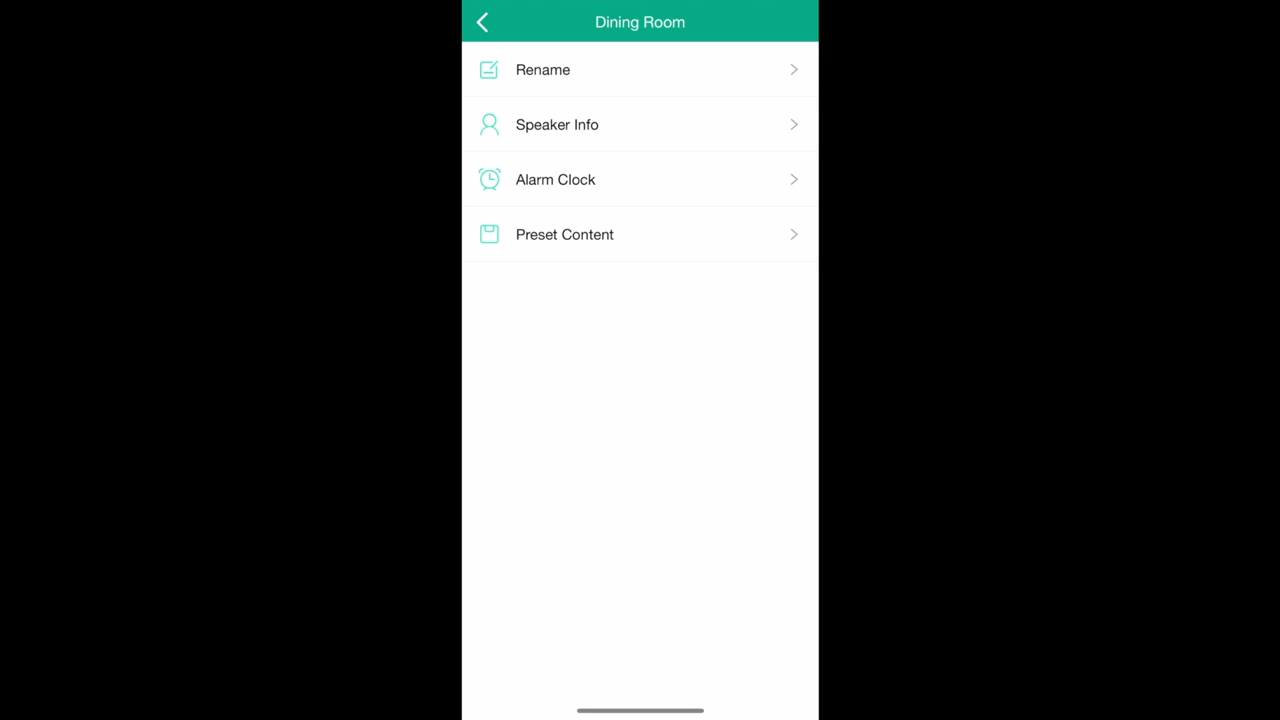 Dining Room
Rename
Speaker Info
Alarm Clock
Preset Content